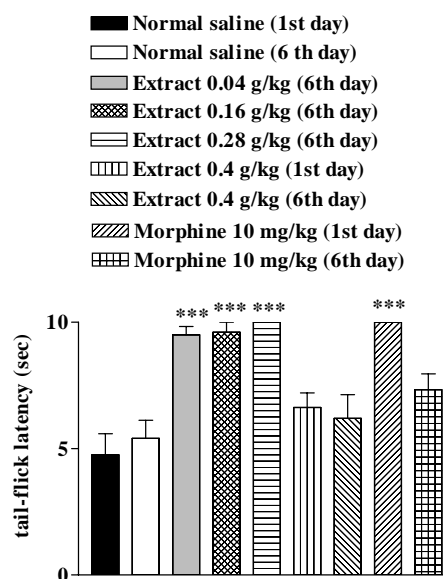 Normal saline (1st day)
Normal saline (6 th day)
Extract 0.04 g/kg (6th day)
Extract 0.16 g/kg (6th day)
Extract 0.28 g/kg (6th day)
Extract 0.4 g/kg (1st day)
Extract 0.4 g/kg (6th day)
Morphine 10 mg/kg (1st day)
Morphine 10 mg/kg (6th day)
*** *** *** ***
10
5
0
tail-flick latency (sec)